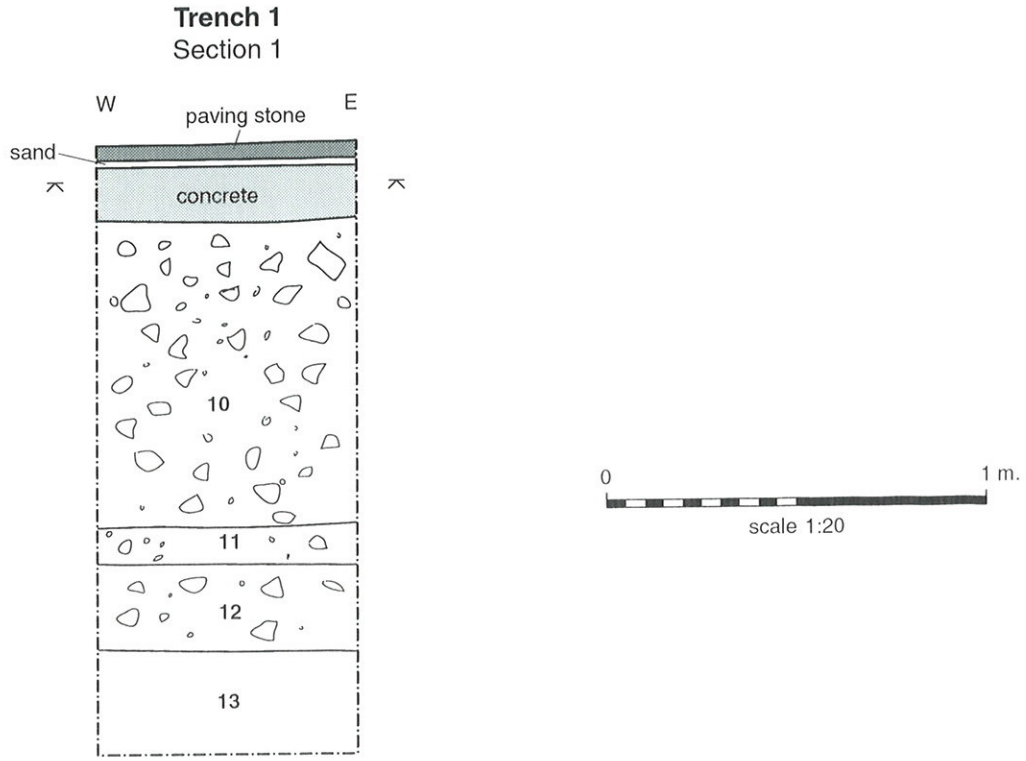 Trench 1
Section 1
W
E
paving stone
sand
concrete
10
11
12
13
0
1 m.
scale 1:20